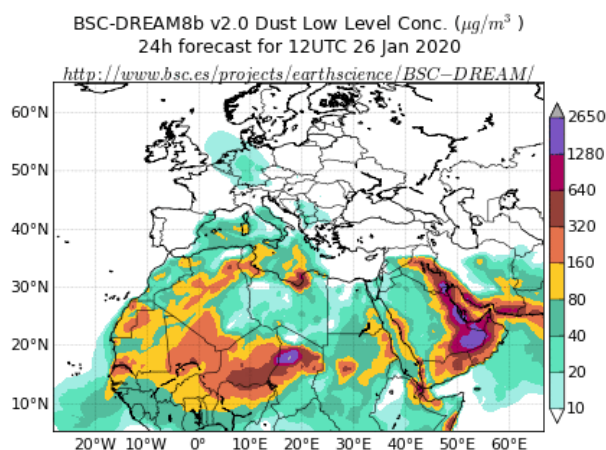 BSC-DREAM8b v2.0 Dust Low Level Conc. (μg/m³ )
24h forecast for 12UTC 26 Jan 2020
http://www.bsc.es/projects/earthscience/BSC−DREAM/
60°N
50°N
40°N
30°N
20°N
10°N
20°W 10°W 0° 10°E 20°E 30°E 40°E 50°E 60°E
2650
1280
640
320
160
80
40
20
10